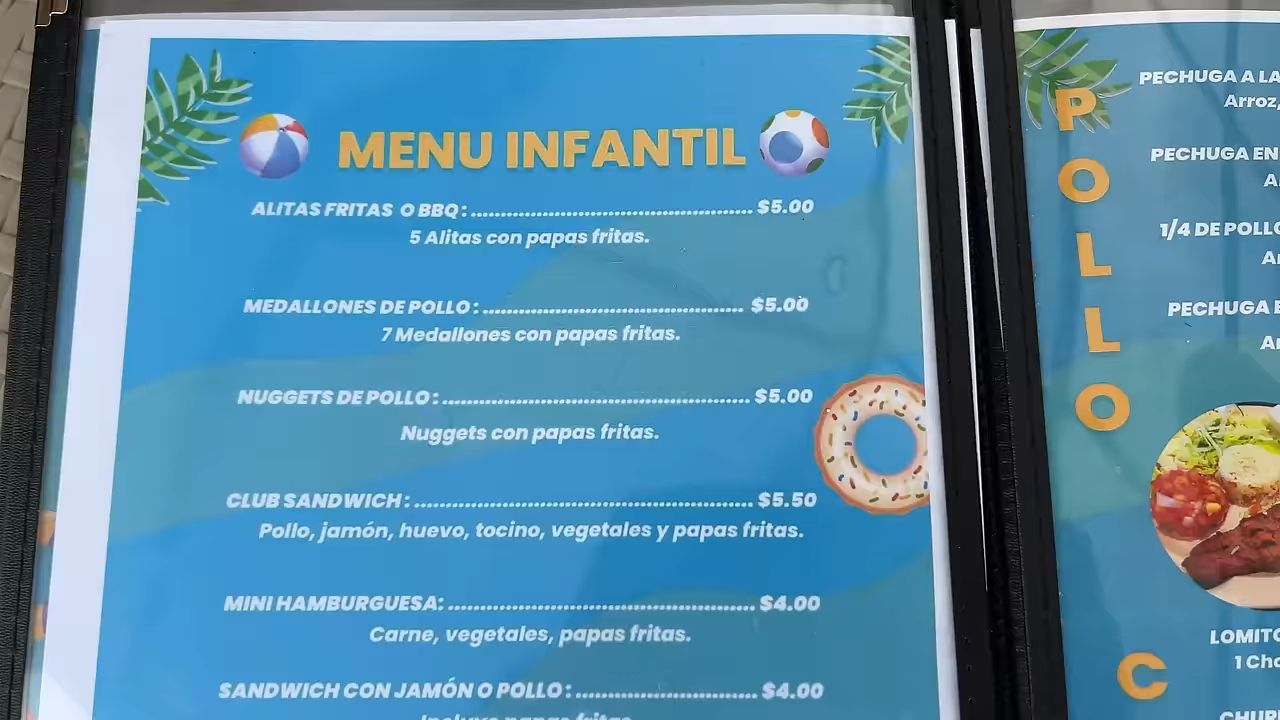 MENU INFANTIL
ALITAS FRITAS O BBQ: $5.00
5 Alitas con papas fritas.
MEDALLONES DE POLLO: $5.00
7 Medallones con papas fritas.
NUGGETS DE POLLO: $5.00
Nuggets con papas fritas.
CLUB SANDWICH: $5.50
Pollo, jamón, huevo, tocino, vegetales y papas fritas.
MINI HAMBURGUESA: $4.00
Carne, vegetales, papas fritas.
SANDWICH CON JAMÓN O POLLO: $4.00
Incluye papas fritas.
POLLO
PECHUGA A LA
Arroz,
PECHUGA EN
1/4 DE POLLO
PECHUGA
C
1